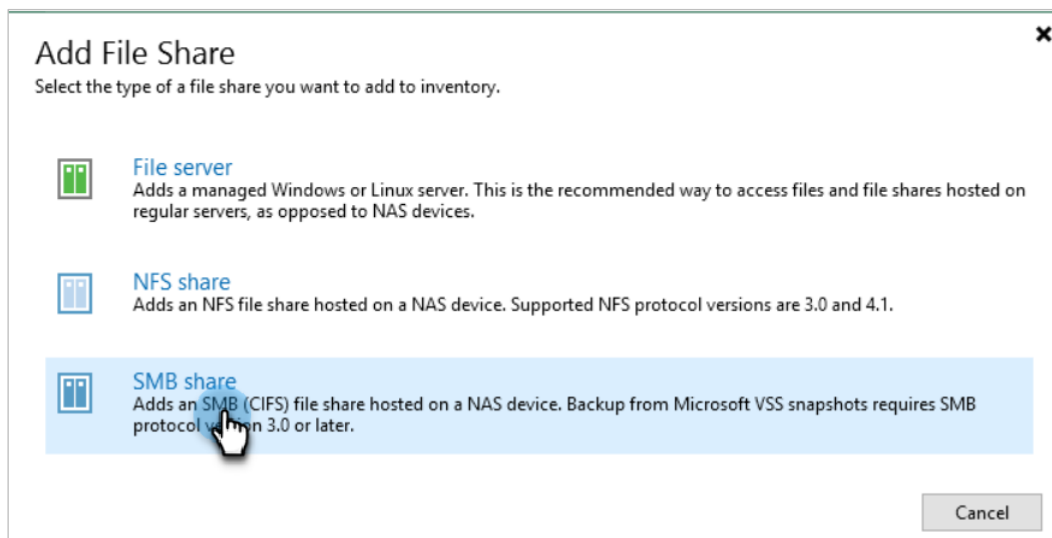 Add File Share
Select the type of a file share you want to add to inventory.
File server
Adds a managed Windows or Linux server. This is the recommended way to access files and file shares hosted on
regular servers, as opposed to NAS devices.
NFS share
Adds an NFS file share hosted on a NAS device. Supported NFS protocol versions are 3.0 and 4.1.
SMB share
Adds an SMB (CIFS) file share hosted on a NAS device. Backup from Microsoft VSS snapshots requires SMB
protocol version 3.0 or later.
Cancel